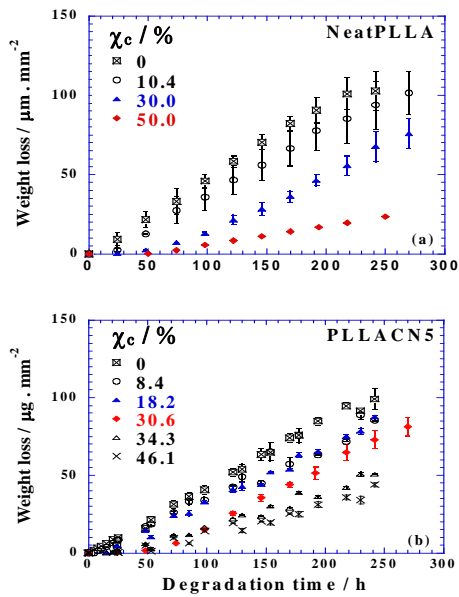 150
χc / %
NeatPLLA
0
10.4
30.0
50.0
100
50
0
Weight loss / μm. mm-2
(a)
0 50 100 150 200 250 300
150
χc / %
PLLACN5
0
8.4
18.2
30.6
34.3
46.1
100
50
0
Weight loss / μg . mm-2
(b)
0 50 100 150 200 250 300
Degradation time / h